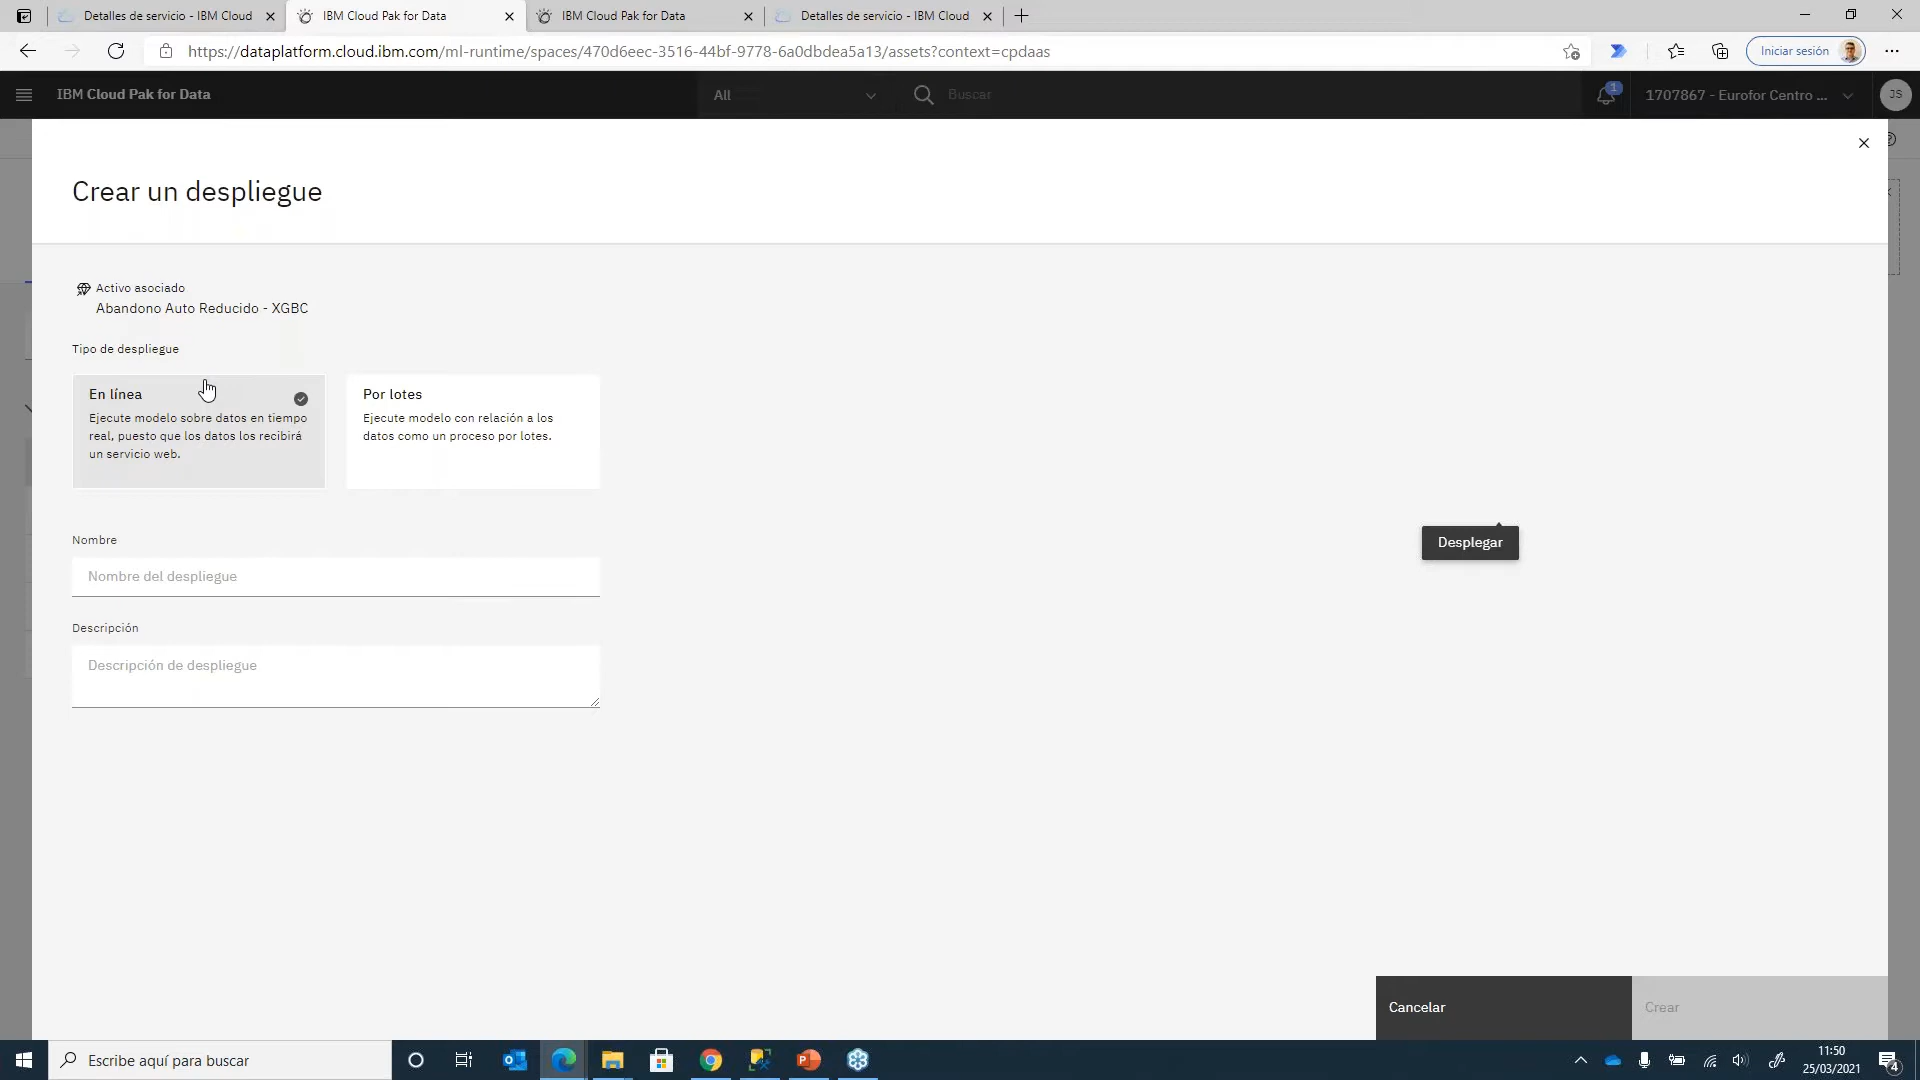 Detalles de servicio - IBM Cloud
IBM Cloud Pak for Data
IBM Cloud Pak for Data
Detalles de servicio - IBM Cloud
https://dataplatform.cloud.ibm.com/ml-runtime/spaces/470d6eec-3516-44bf-9778-6a0dbdea5a13/assets?context=cpdaas
Iniciar sesión
IBM Cloud Pak for Data
All
Buscar
1
1707867 - Eurofor Centro ...
JS
Crear un despliegue
Activo asociado
Abandono Auto Reducido - XGBC
Tipo de despliegue
En línea
Ejecute modelo sobre datos en tiempo
real, puesto que los datos los recibirá
un servicio web.
Por lotes
Ejecute modelo con relación a los
datos como un proceso por lotes.
Desplegar
Nombre
Nombre del despliegue
Descripción
Descripción de despliegue
Cancelar
Crear
Escribe aquí para buscar
11:50
25/03/2021
4